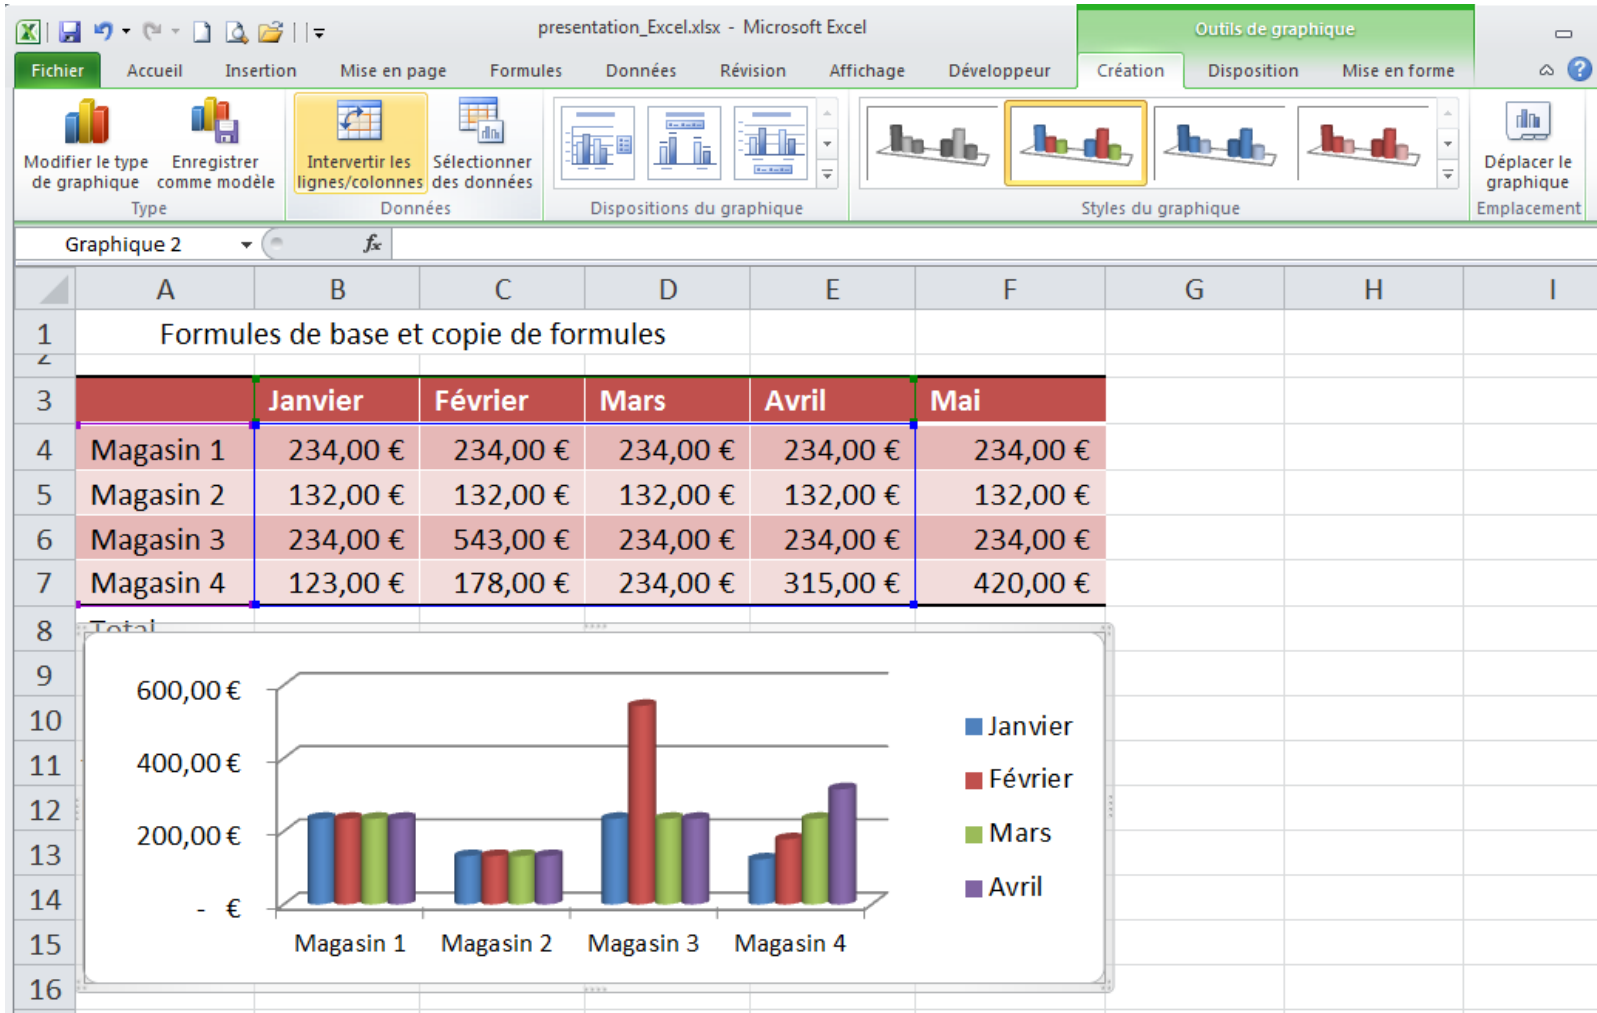 presentation_Excel.xlsx - Microsoft Excel
Outils de graphique
Fichier Accueil Insertion Mise en page Formules Données Révision Affichage Développeur Création Disposition Mise en forme
Modifier le type de graphique
Enregistrer comme modèle
Intervertir les lignes/colonnes
Sélectionner des données
Déplacer le graphique
Type Données Dispositions du graphique Styles du graphique Emplacement
Graphique 2 fx
A B C D E F G H I
1 Formules de base et copie de formules
2
3 Janvier Février Mars Avril Mai
4 Magasin 1 234,00 € 234,00 € 234,00 € 234,00 € 234,00 €
5 Magasin 2 132,00 € 132,00 € 132,00 € 132,00 € 132,00 €
6 Magasin 3 234,00 € 543,00 € 234,00 € 234,00 € 234,00 €
7 Magasin 4 123,00 € 178,00 € 234,00 € 315,00 € 420,00 €
8 Total
9
10
11
12
13
14
15
16
600,00 €
400,00 €
200,00 €
- €
Magasin 1 Magasin 2 Magasin 3 Magasin 4
Janvier
Février
Mars
Avril